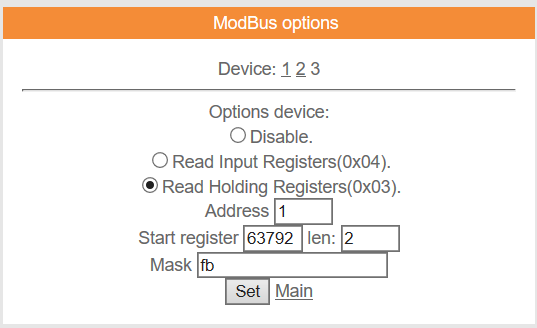 ModBus options
Device: 1 2 3
Options device:
Disable.
Read Input Registers(0x04).
Read Holding Registers(0x03).
Address 1
Start register 63792 len: 2
Mask fb
Set Main